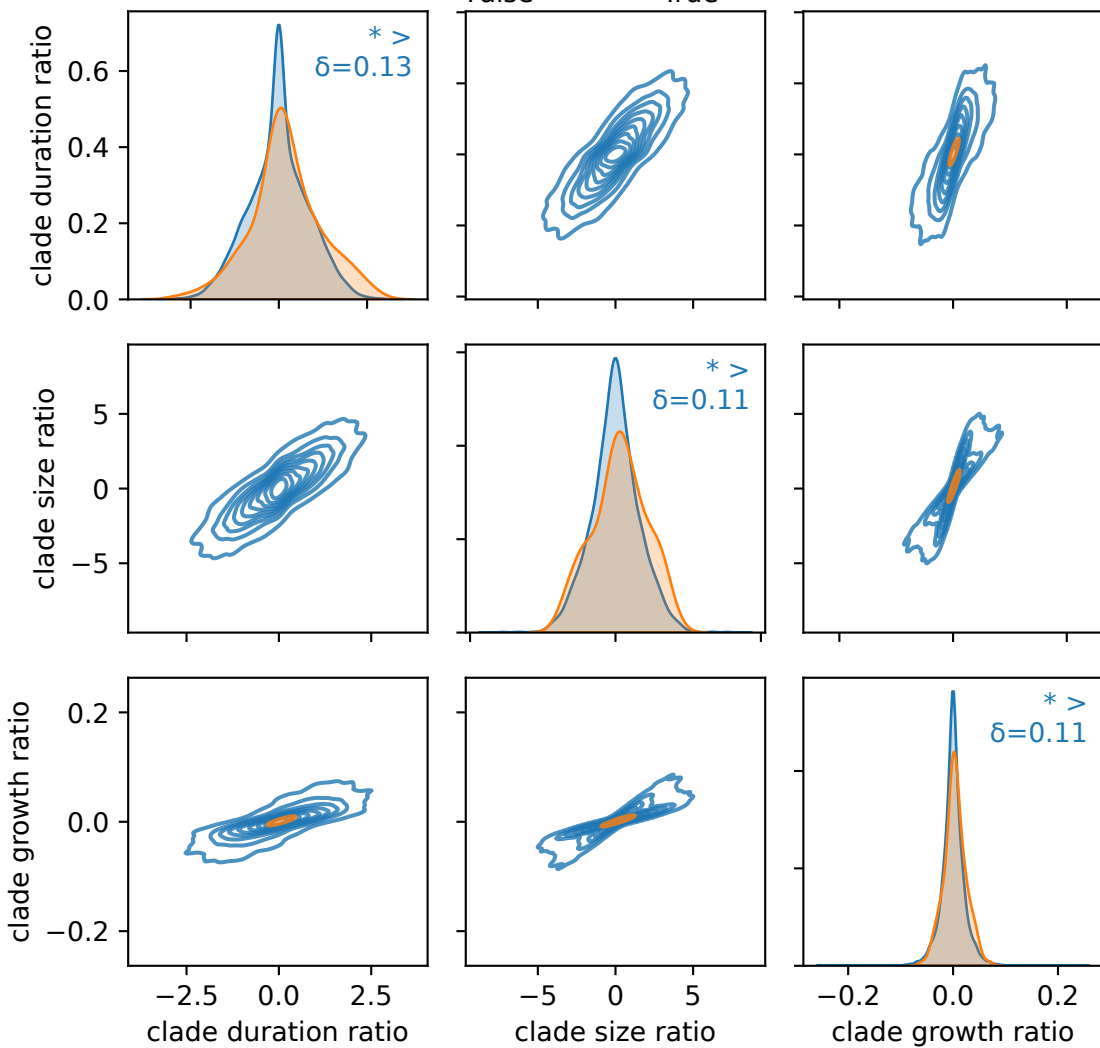 True
clade duration ratio
0.6
0.4
0.2
0.0
* >
δ=0.13
clade size ratio
5
0
−5
* >
δ=0.11
clade growth ratio
0.2
0.0
−0.2
* >
δ=0.11
−2.5 0.0 2.5
−5 0 5
−0.2 0.0 0.2
clade duration ratio
clade size ratio
clade growth ratio